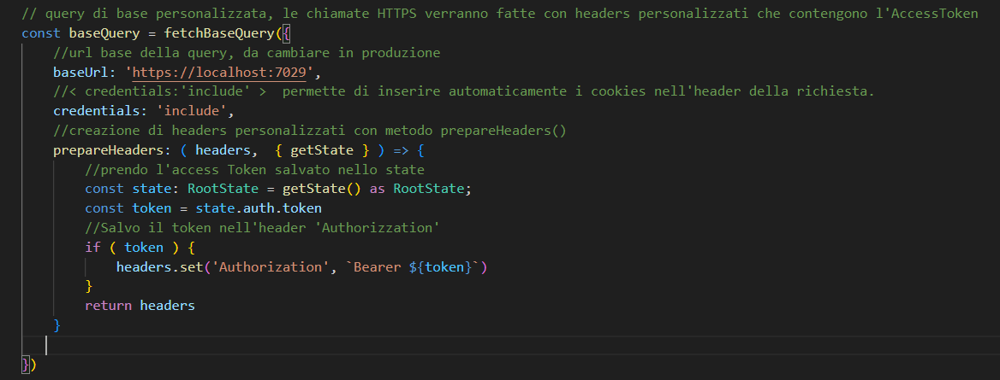 // query di base personalizzata, le chiamate HTTPS verranno fatte con headers personalizzati che contengono l'AccessToken
const baseQuery = fetchBaseQuery({
//url base della query, da cambiare in produzione
baseUrl: 'https://localhost:7029',
//< credentials:'include' >  permette di inserire automaticamente i cookies nell'header della richiesta.
credentials: 'include',
//creazione di headers personalizzati con metodo prepareHeaders()
prepareHeaders: ( headers,  { getState } ) => {
//prendo l'access Token salvato nello state
const state: RootState = getState() as RootState;
const token = state.auth.token
//Salvo il token nell'header 'Authorizzation'
if ( token ) {
headers.set('Authorization', `Bearer ${token}`)
}
return headers
}
})